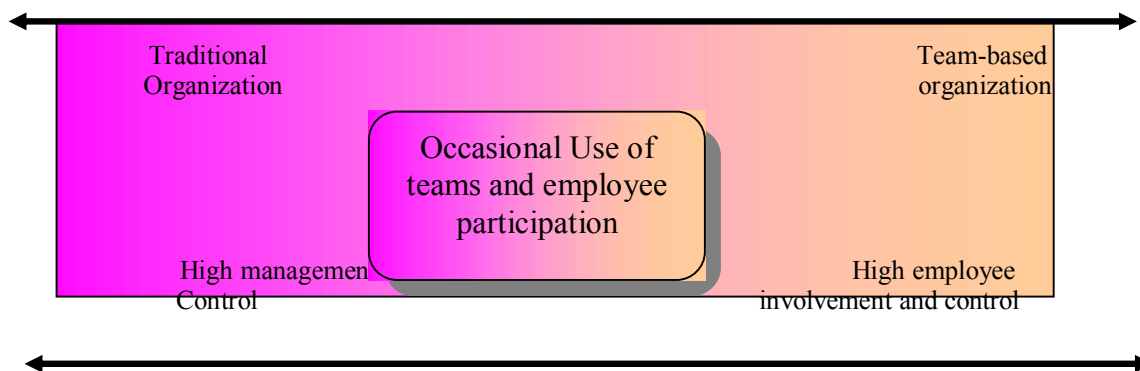 Traditional
Organization
Team-based
organization
Occasional Use of
teams and employee
participation
High managemen
Control
High employee
involvement and control